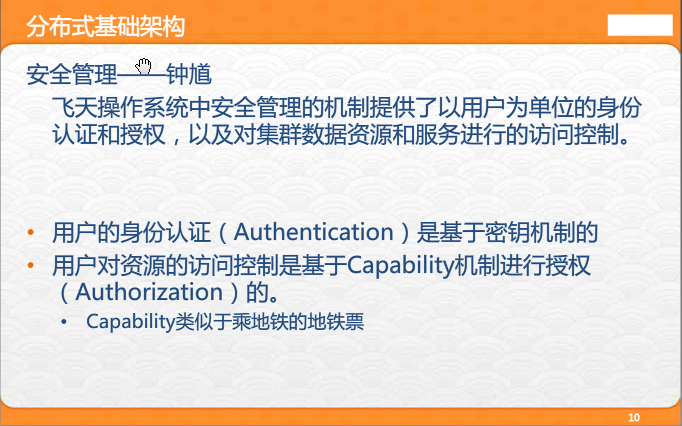 分布式基础架构
安全管理——钟馗
飞天操作系统中安全管理的机制提供了以用户为单位的身份
认证和授权，以及对集群数据资源和服务进行的访问控制。
• 用户的身份认证（Authentication）是基于密钥机制的
• 用户对资源的访问控制是基于Capability机制进行授权
（Authorization）的。
• Capability类似于乘地铁的地铁票
10